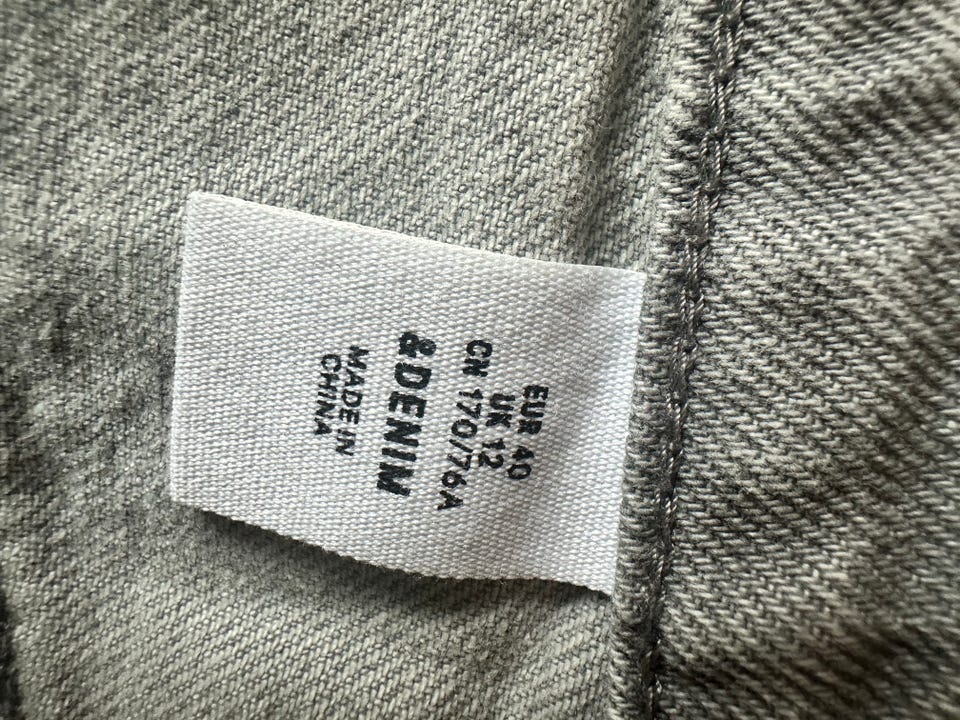 EUR 40
UK 12
CN 170/76A
&DENIM
MADE IN
CHINA